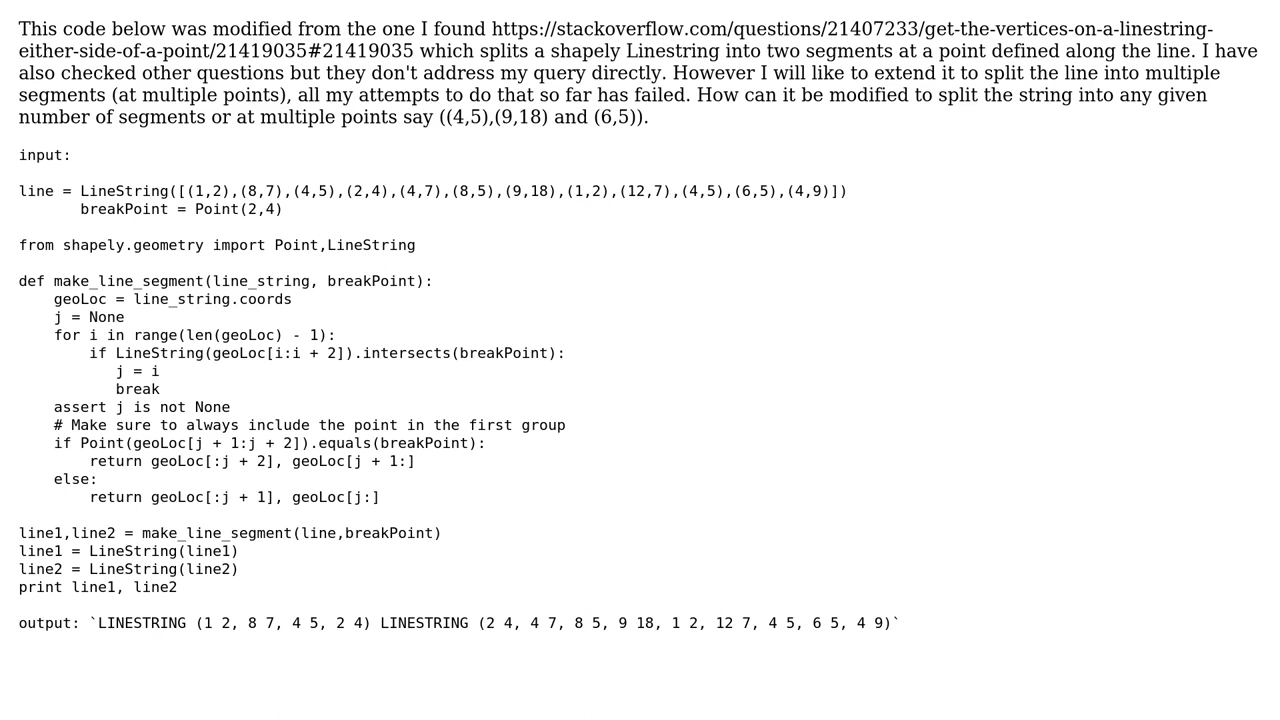 This code below was modified from the one I found https://stackoverflow.com/questions/21407233/get-the-vertices-on-a-linestring-
either-side-of-a-point/21419035#21419035 which splits a shapely Linestring into two segments at a point defined along the line. I have
also checked other questions but they don't address my query directly. However I will like to extend it to split the line into multiple
segments (at multiple points), all my attempts to do that so far has failed. How can it be modified to split the string into any given
number of segments or at multiple points say ((4,5),(9,18) and (6,5)).

input:

line = LineString([(1,2),(8,7),(4,5),(2,4),(4,7),(8,5),(9,18),(1,2),(12,7),(4,5),(6,5),(4,9)])
       breakPoint = Point(2,4)

from shapely.geometry import Point,LineString

def make_line_segment(line_string, breakPoint):
    geoLoc = line_string.coords
    j = None
    for i in range(len(geoLoc) - 1):
        if LineString(geoLoc[i:i + 2]).intersects(breakPoint):
           j = i
           break
    assert j is not None
    # Make sure to always include the point in the first group
    if Point(geoLoc[j + 1:j + 2]).equals(breakPoint):
        return geoLoc[:j + 2], geoLoc[j + 1:]
    else:
        return geoLoc[:j + 1], geoLoc[j:]

line1,line2 = make_line_segment(line,breakPoint)
line1 = LineString(line1)
line2 = LineString(line2)
print line1, line2

output: `LINESTRING (1 2, 8 7, 4 5, 2 4) LINESTRING (2 4, 4 7, 8 5, 9 18, 1 2, 12 7, 4 5, 6 5, 4 9)`